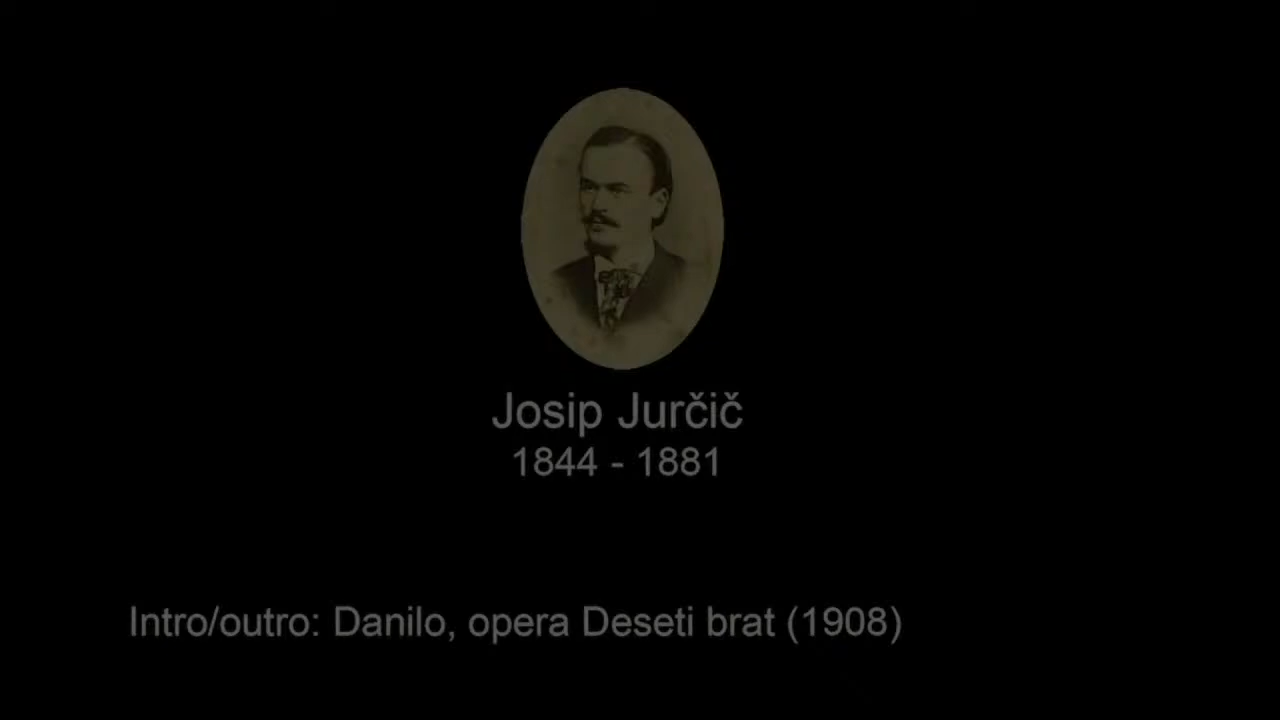 Josip Jurčič
1844 - 1881
Intro/outro: Danilo, opera Deseti brat (1908)